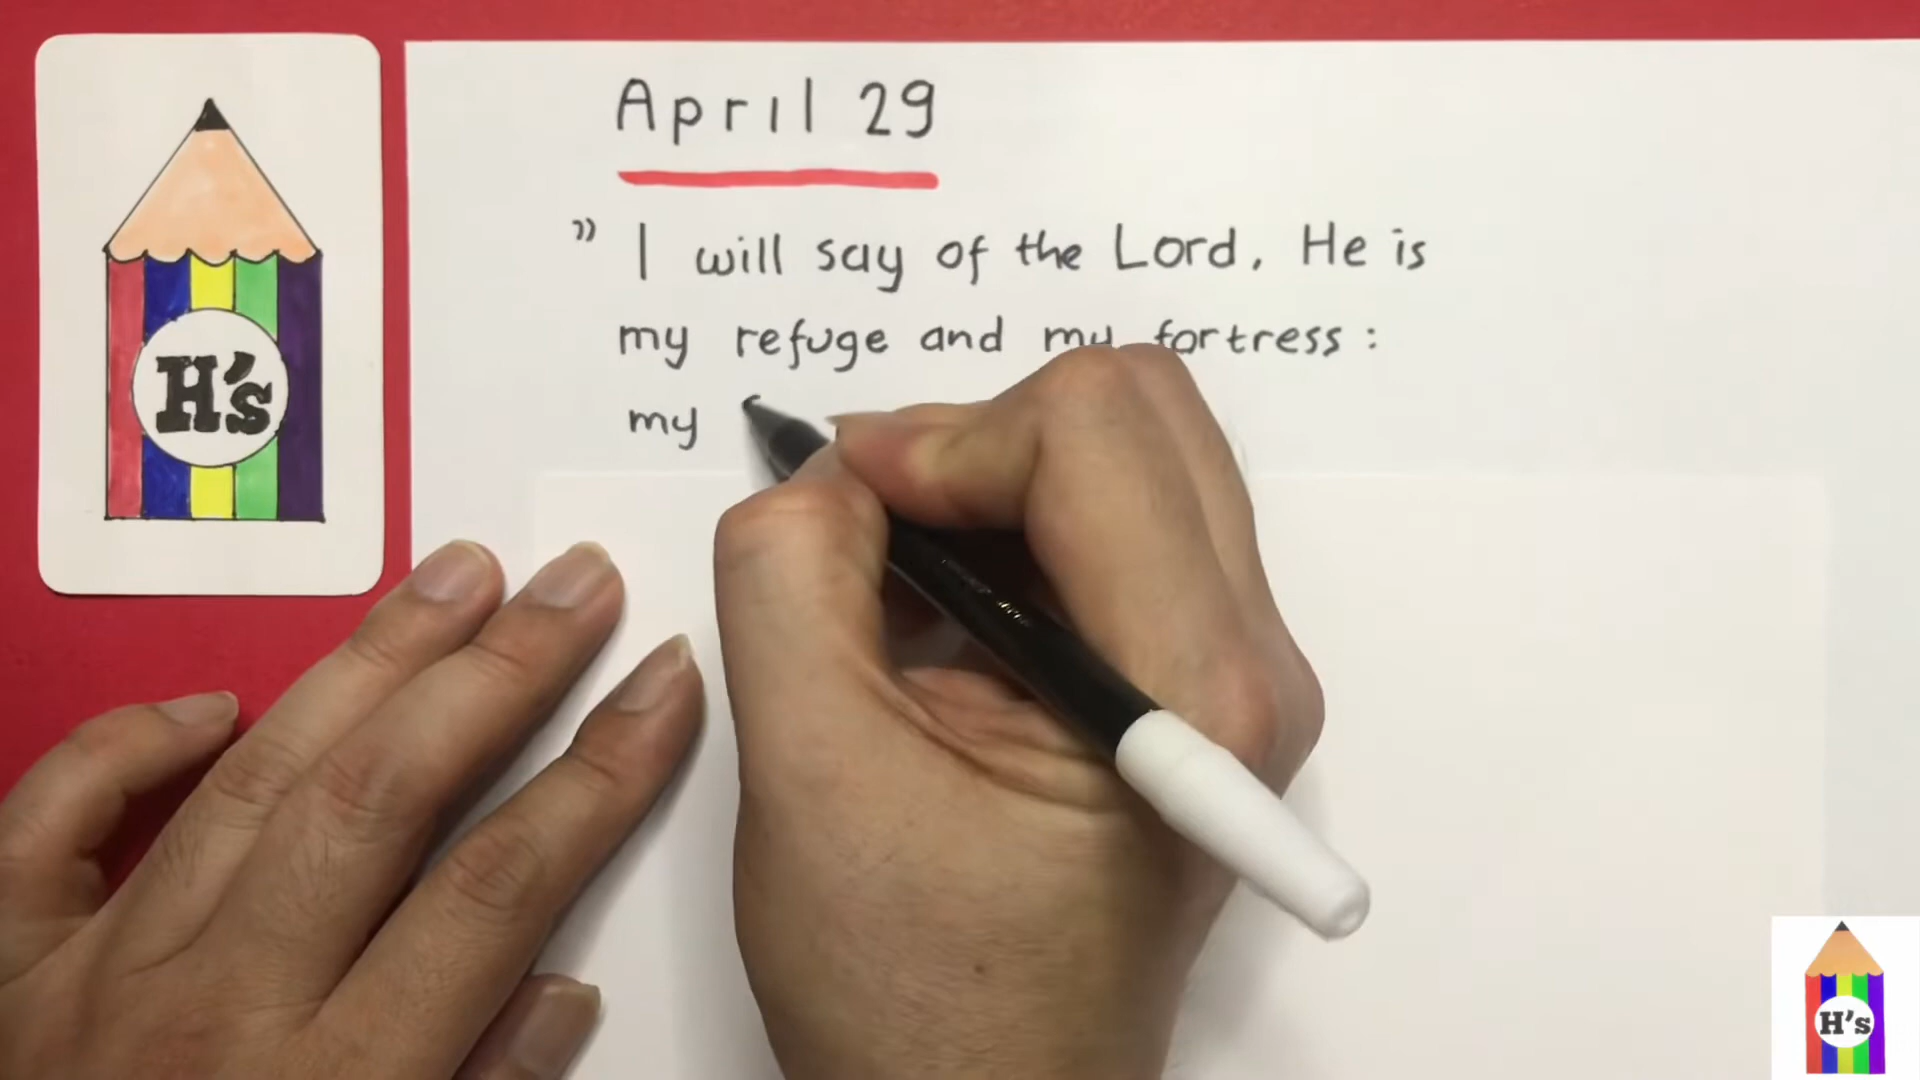 H's
April 29
" I will say of the Lord, He is
my refuge and my fortress:
my
H's